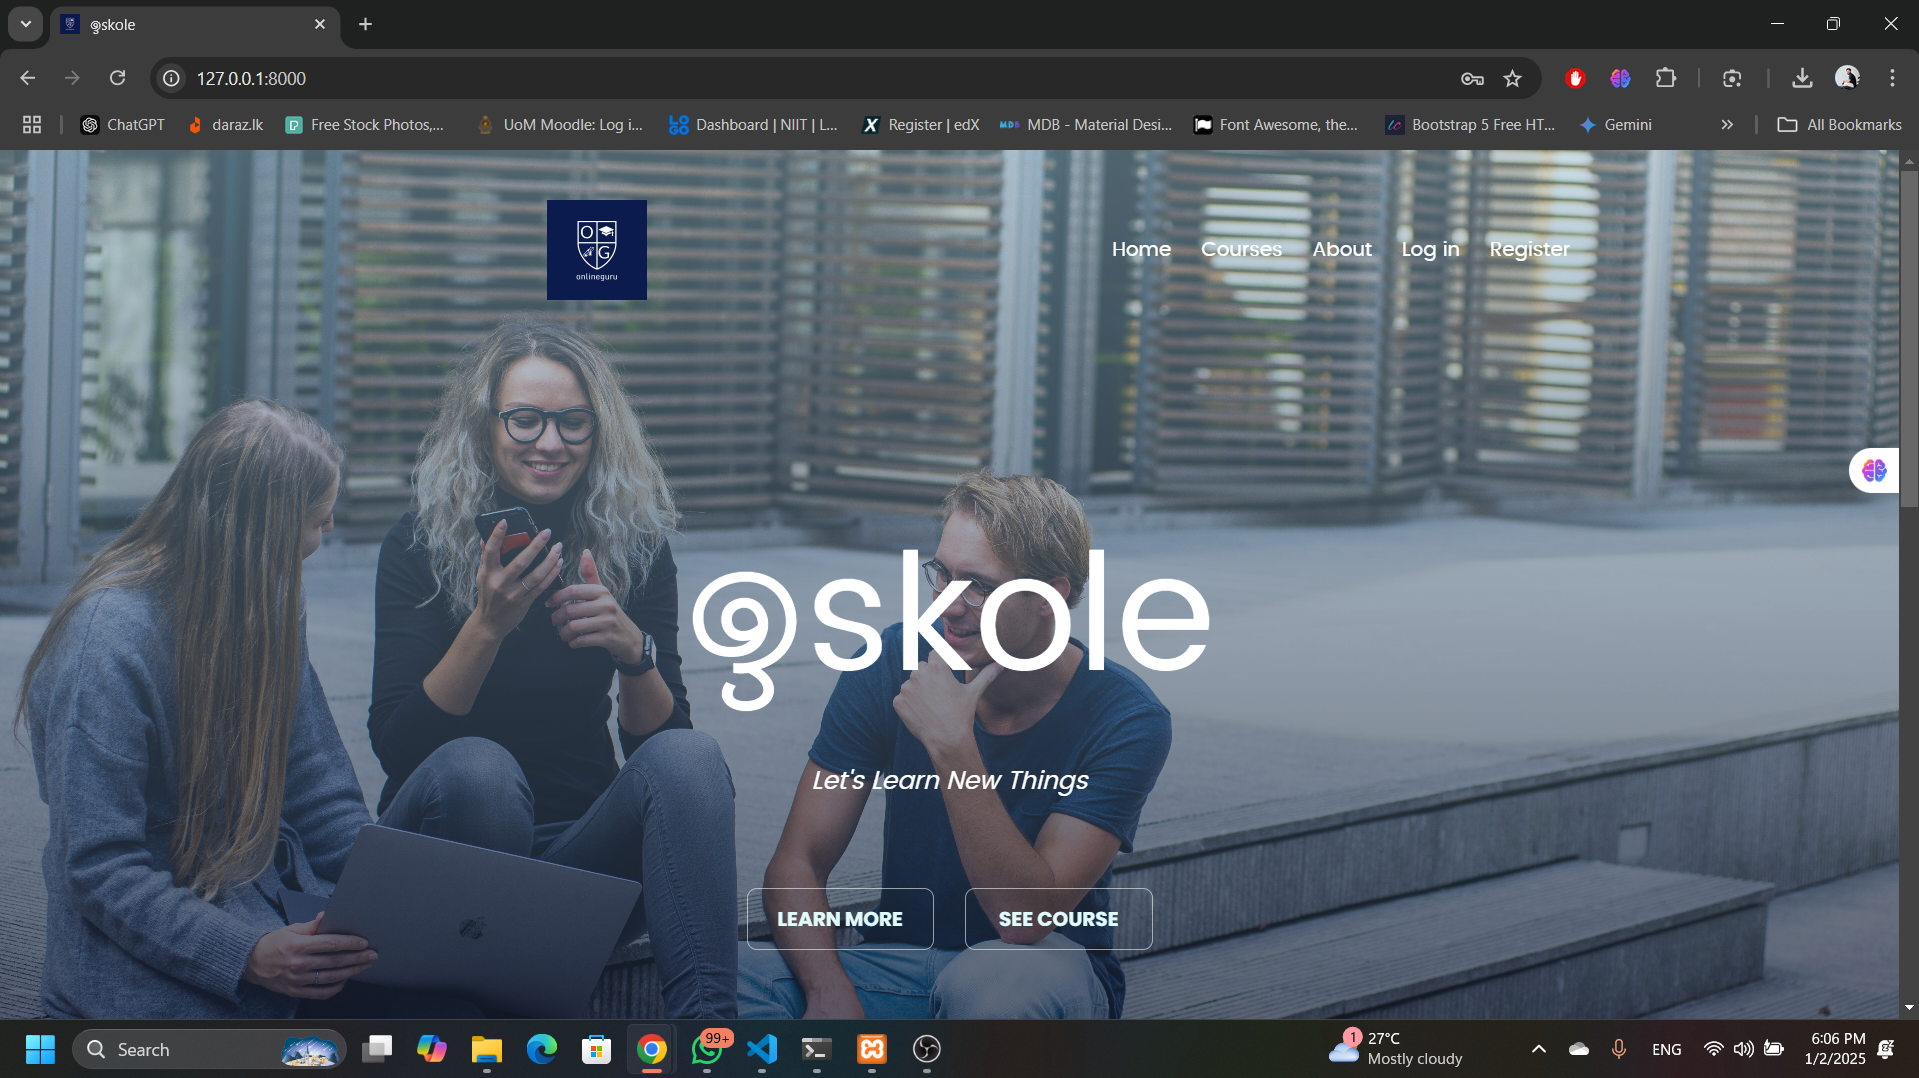 ඉskole
127.0.0.1:8000
ChatGPT
daraz.lk
Free Stock Photos,...
UoM Moodle: Log i...
Dashboard | NIIT | L...
Register | edX
MDB - Material Desi...
Font Awesome, the...
Bootstrap 5 Free HT...
Gemini
All Bookmarks
O
G
onlineguru
Home
Courses
About
Log in
Register
ඉskole
Let's Learn New Things
LEARN MORE
SEE COURSE
Search
99+
1
27°C
Mostly cloudy
ENG
6:06 PM
1/2/2025